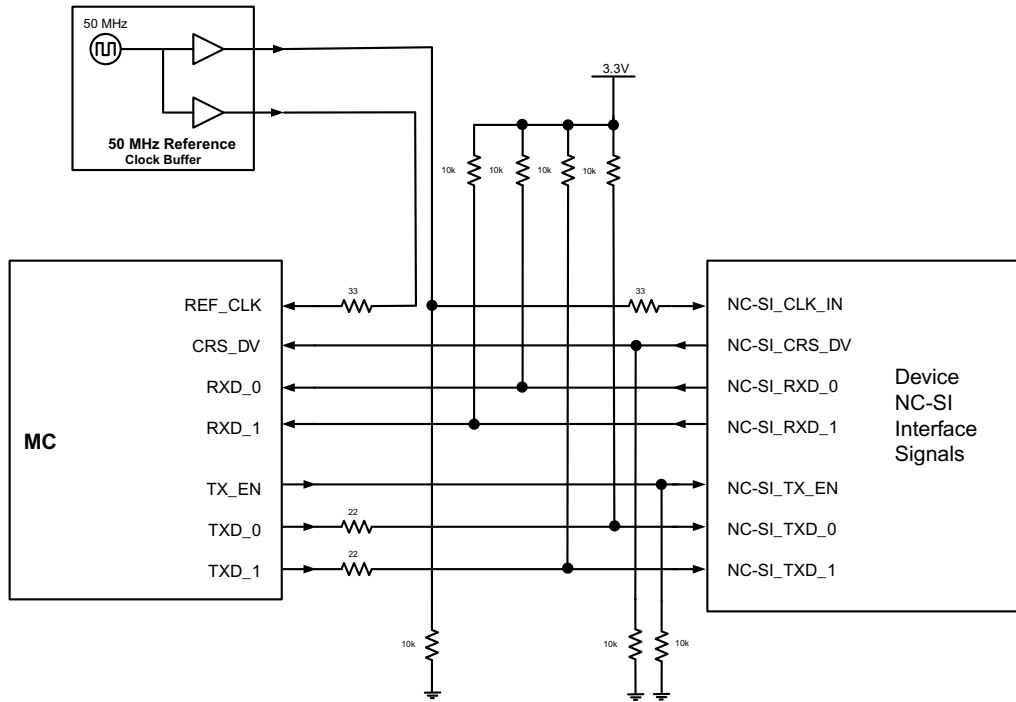 50 MHz
50 MHz Reference
Clock Buffer
3.3V
10k
10k
10k
10k
REF_CLK
33
33
NC-SI_CLK_IN
CRS_DV
NC-SI_CRS_DV
RXD_0
NC-SI_RXD_0
RXD_1
NC-SI_RXD_1
MC
Device
NC-SI
Interface
Signals
TX_EN
NC-SI_TX_EN
TXD_0
22
NC-SI_TXD_0
TXD_1
22
NC-SI_TXD_1
10k
10k
10k